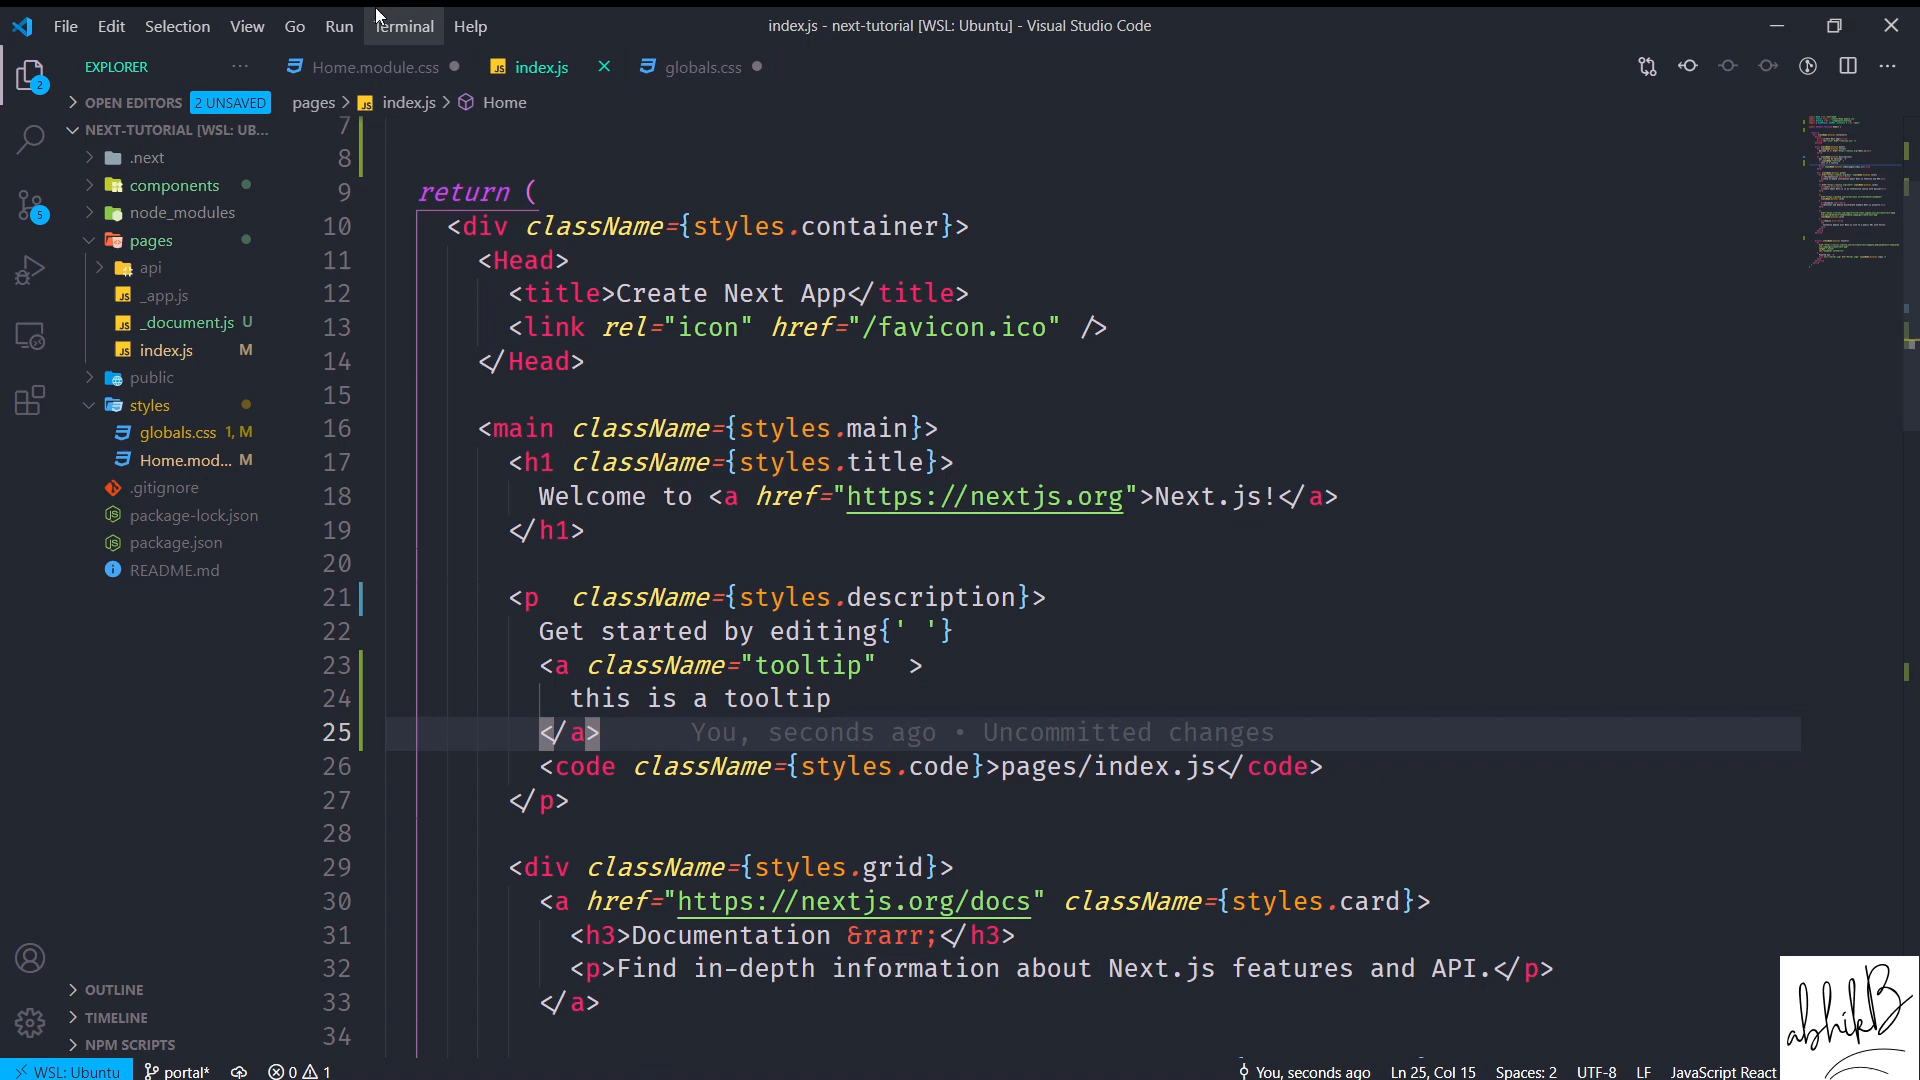 File Edit Selection View Go Run Terminal Help
index.js - next-tutorial [WSL: Ubuntu] - Visual Studio Code
EXPLORER ···
Home.module.css
JS index.js
globals.css
2
OPEN EDITORS 2 UNSAVED
pages > JS index.js > Home
NEXT-TUTORIAL [WSL: UB...
.next
components
node_modules
pages
api
JS _app.js
JS _document.js U
JS index.js M
public
styles
globals.css 1, M
Home.mod... M
.gitignore
package-lock.json
package.json
README.md
5
OUTLINE
TIMELINE
NPM SCRIPTS
7
8
9 return (
10 <div className={styles.container}>
11 <Head>
12 <title>Create Next App</title>
13 <link rel="icon" href="/favicon.ico" />
14 </Head>
15
16 <main className={styles.main}>
17 <h1 className={styles.title}>
18 Welcome to <a href="https://nextjs.org">Next.js!</a>
19 </h1>
20
21 <p  className={styles.description}>
22 Get started by editing{' '}
23 <a className="tooltip"  >
24 this is a tooltip
25 </a> You, seconds ago • Uncommitted changes
26 <code className={styles.code}>pages/index.js</code>
27 </p>
28
29 <div className={styles.grid}>
30 <a href="https://nextjs.org/docs" className={styles.card}>
31 <h3>Documentation &rarr;</h3>
32 <p>Find in-depth information about Next.js features and API.</p>
33 </a>
34
abhikB
WSL: Ubuntu portal* 0 1 You, seconds ago Ln 25, Col 15 Spaces: 2 UTF-8 LF JavaScript React